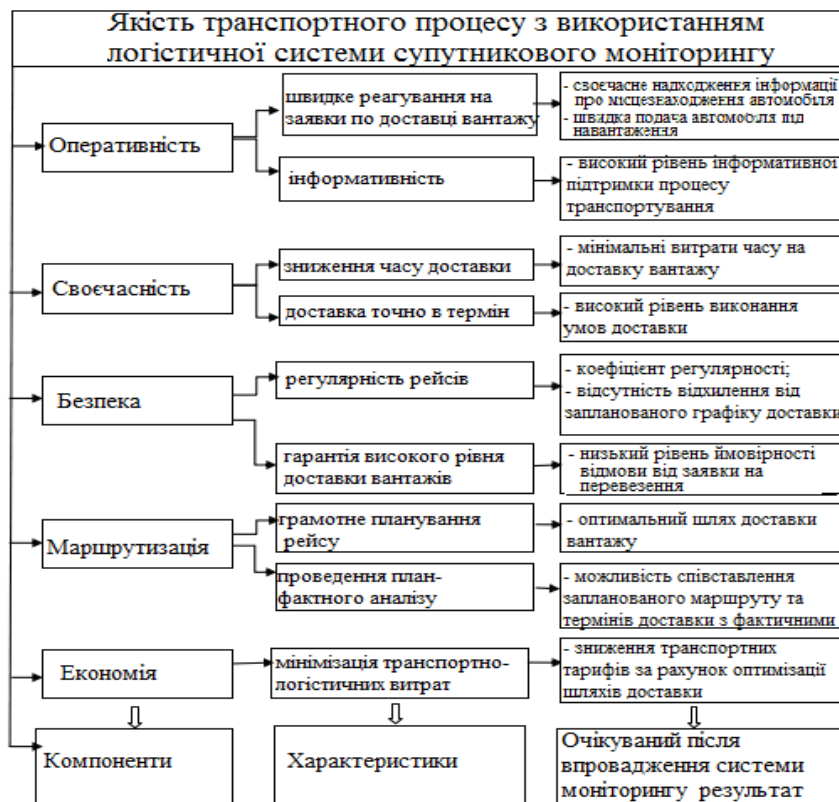 Якість транспортного процесу з використанням
логістичної системи супутникового моніторингу
Оперативність
швидке реагування на
заявки по доставці вантажу
- своєчасне надходження інформації
про місцезнаходження автомобіля
- швидка подача автомобіля під
навантаження
інформативність
- високий рівень інформативної
підтримки процесу
транспортування
Своєчасність
зниження часу доставки
- мінімальні витрати часу на
доставку вантажу
доставка точно в термін
- високий рівень виконання
умов доставки
Безпека
регулярність рейсів
- коефіцієнт регулярності;
- відсутність відхилення від
запланованого графіку доставки
гарантія високого рівня
доставки вантажів
- низький рівень ймовірності
відмови від заявки на
перевезення
Маршрутизація
грамотне планування
рейсу
- оптимальний шлях доставки
вантажу
проведення план-
фактного аналізу
- можливість співставлення
запланованого маршруту та
термінів доставки з фактичними
Економія
мінімізація транспортно-
логістичних витрат
- зниження транспортних
тарифів за рахунок оптимізації
шляхів доставки
Компоненти
Характеристики
Очікуваний після
впровадження системи
моніторингу результат